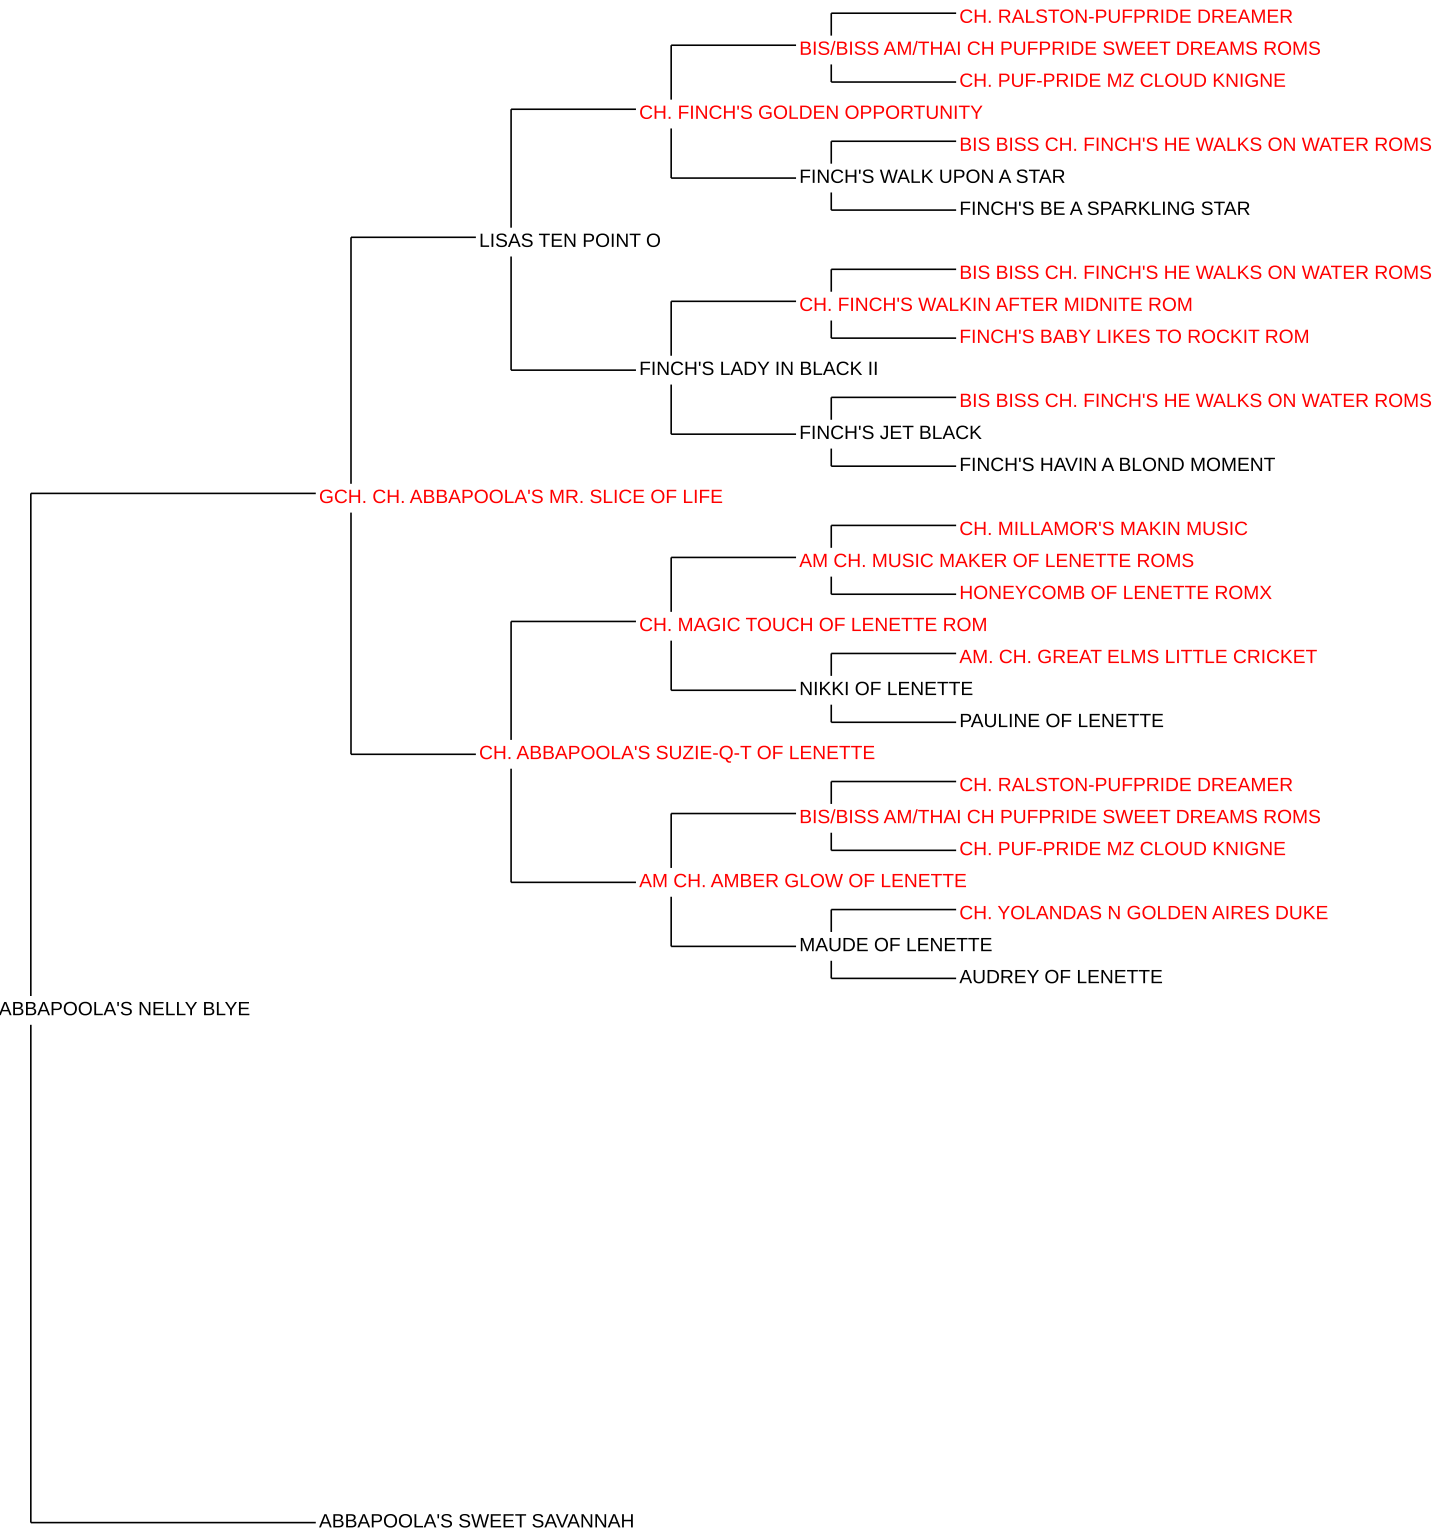 CH. RALSTON-PUFPRIDE DREAMER
BIS/BISS AM/THAI CH PUFPRIDE SWEET DREAMS ROMS
CH. PUF-PRIDE MZ CLOUD KNIGNE
CH. FINCH'S GOLDEN OPPORTUNITY
BIS BISS CH. FINCH'S HE WALKS ON WATER ROMS
FINCH'S WALK UPON A STAR
FINCH'S BE A SPARKLING STAR
LISAS TEN POINT O
BIS BISS CH. FINCH'S HE WALKS ON WATER ROMS
CH. FINCH'S WALKIN AFTER MIDNITE ROM
FINCH'S BABY LIKES TO ROCKIT ROM
FINCH'S LADY IN BLACK II
BIS BISS CH. FINCH'S HE WALKS ON WATER ROMS
FINCH'S JET BLACK
FINCH'S HAVIN A BLOND MOMENT
GCH. CH. ABBAPOOLA'S MR. SLICE OF LIFE
CH. MILLAMOR'S MAKIN MUSIC
AM CH. MUSIC MAKER OF LENETTE ROMS
HONEYCOMB OF LENETTE ROMX
CH. MAGIC TOUCH OF LENETTE ROM
AM. CH. GREAT ELMS LITTLE CRICKET
NIKKI OF LENETTE
PAULINE OF LENETTE
CH. ABBAPOOLA'S SUZIE-Q-T OF LENETTE
CH. RALSTON-PUFPRIDE DREAMER
BIS/BISS AM/THAI CH PUFPRIDE SWEET DREAMS ROMS
CH. PUF-PRIDE MZ CLOUD KNIGNE
AM CH. AMBER GLOW OF LENETTE
CH. YOLANDAS N GOLDEN AIRES DUKE
MAUDE OF LENETTE
AUDREY OF LENETTE
ABBAPOOLA'S NELLY BLYE
ABBAPOOLA'S SWEET SAVANNAH